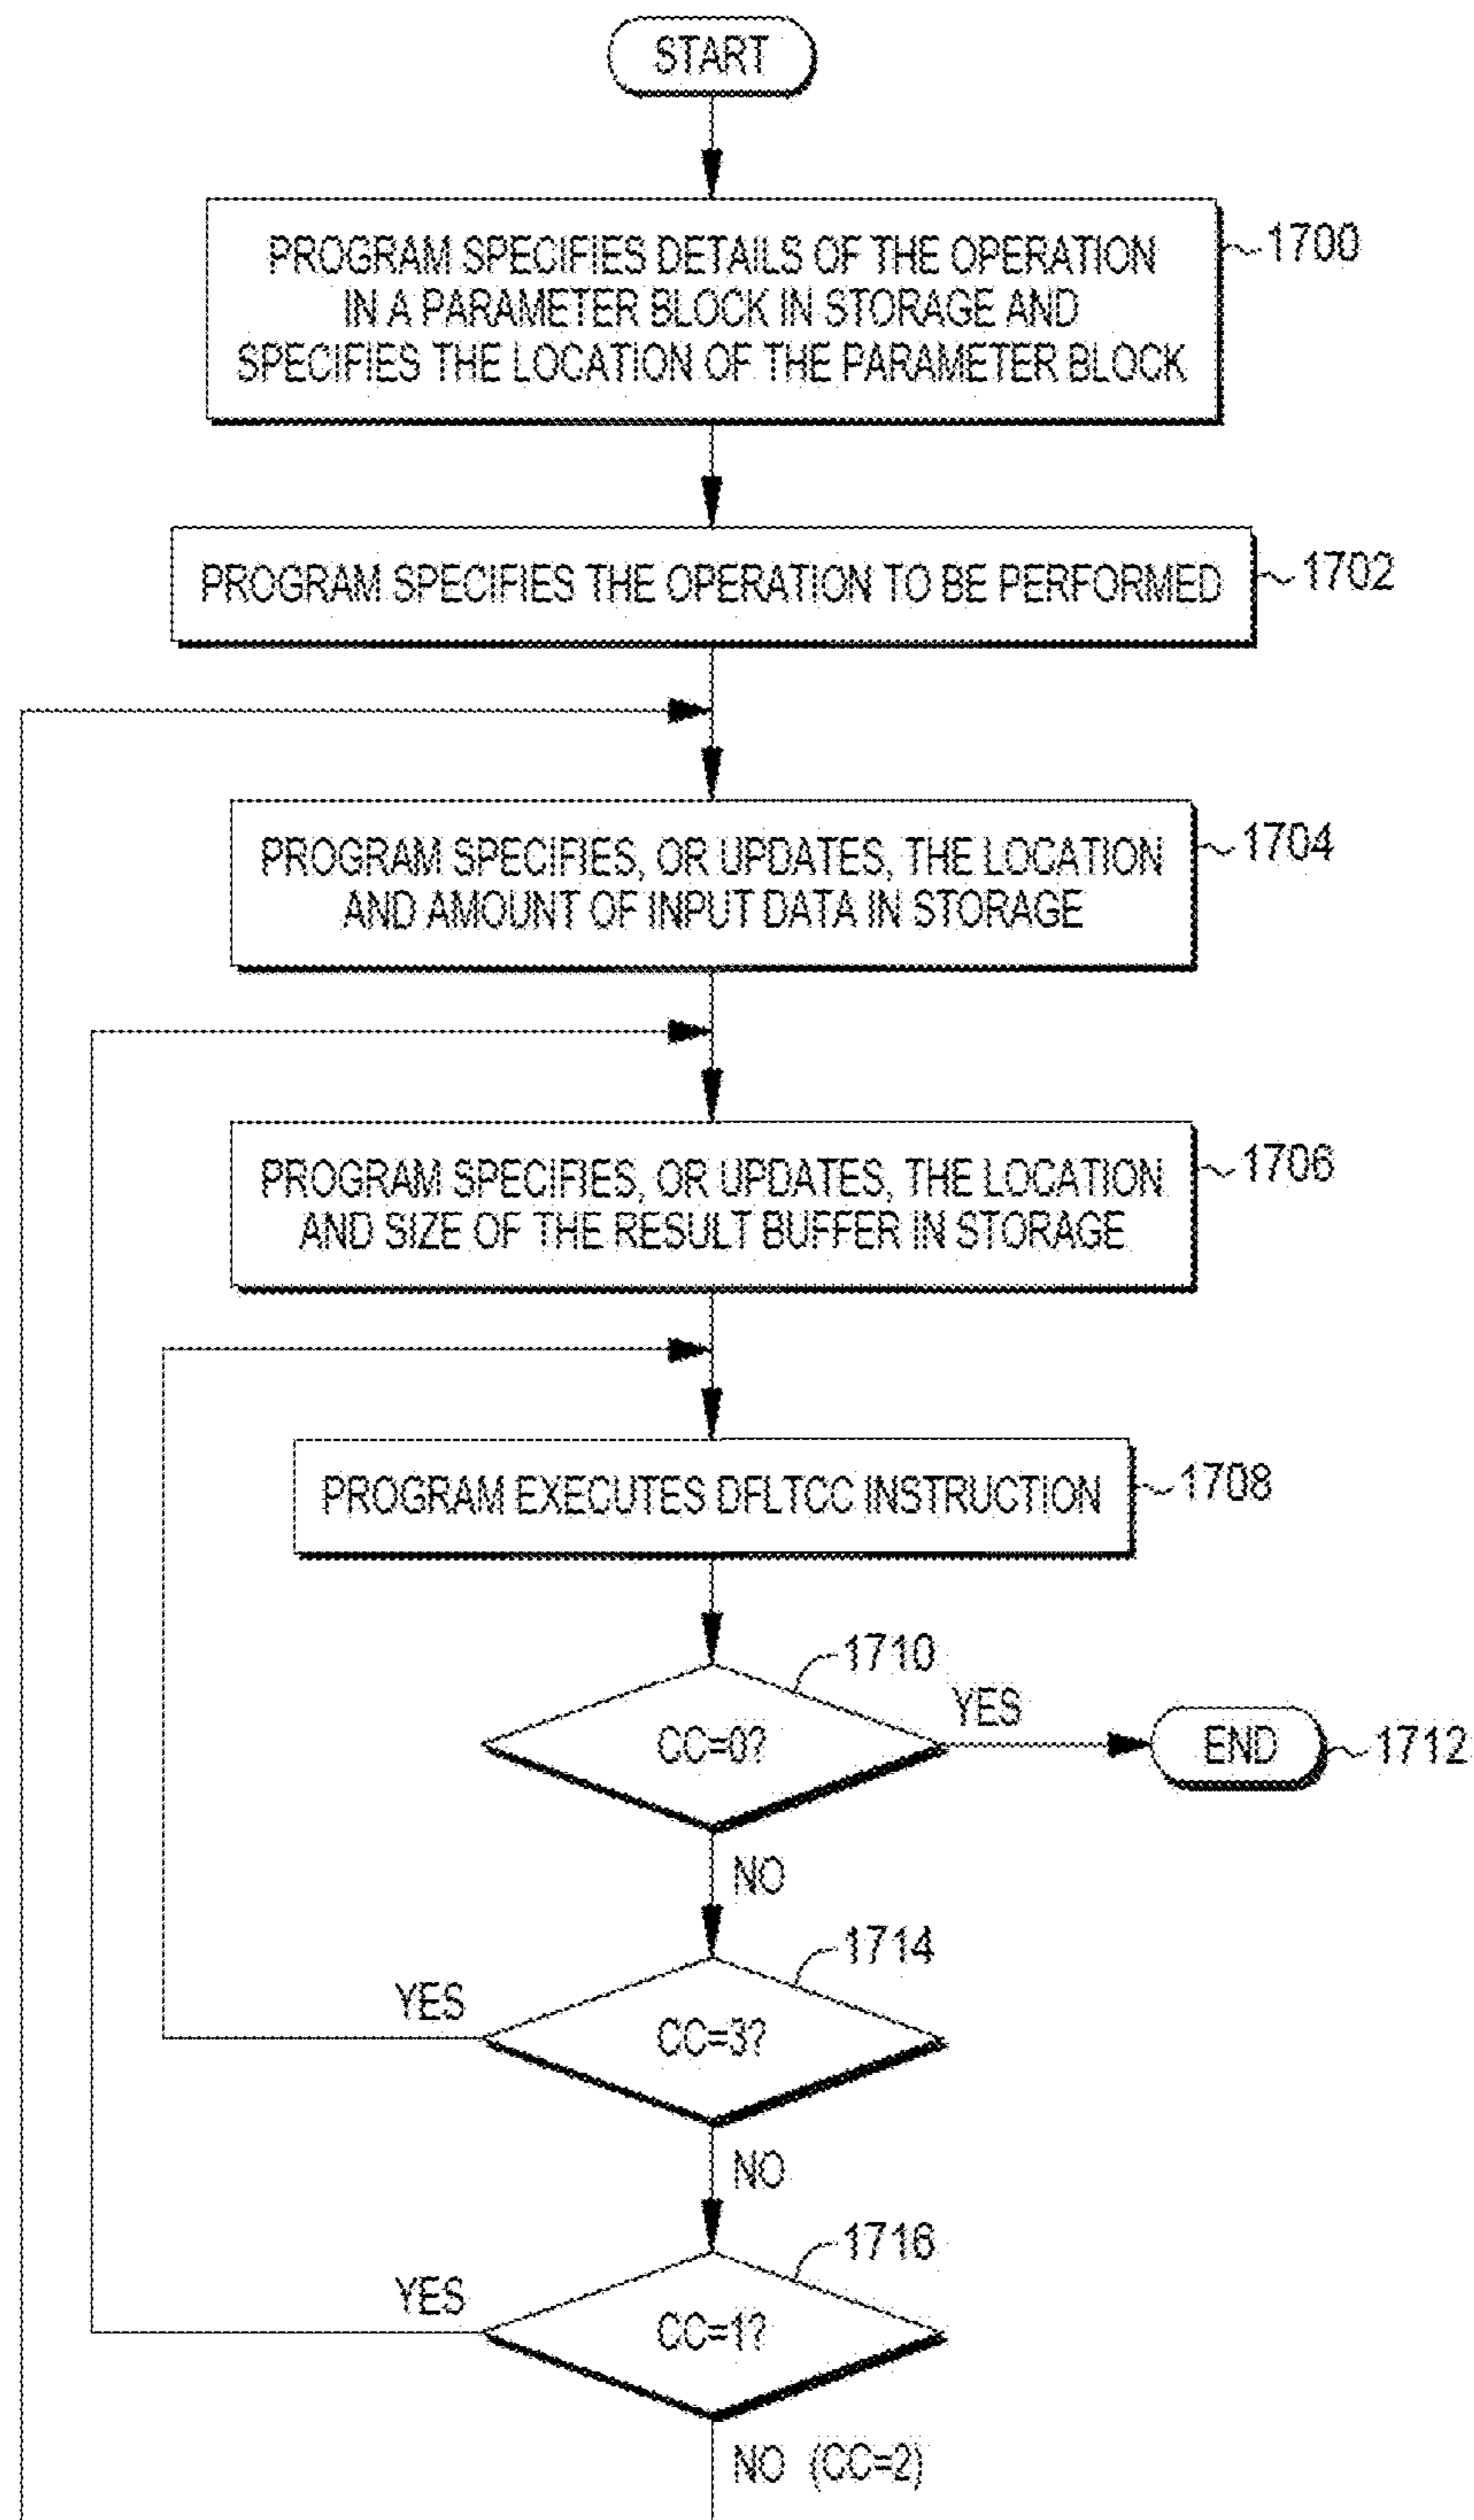 START
PROGRAM SPECIFIES DETAILS OF THE OPERATION
IN A PARAMETER BLOCK IN STORAGE AND
SPECIFIES THE LOCATION OF THE PARAMETER BLOCK
1700
PROGRAM SPECIFIES THE OPERATION TO BE PERFORMED
1702
PROGRAM SPECIFIES, OR UPDATES, THE LOCATION
AND AMOUNT OF INPUT DATA IN STORAGE
1704
PROGRAM SPECIFIES, OR UPDATES, THE LOCATION
AND SIZE OF THE RESULT BUFFER IN STORAGE
1706
PROGRAM EXECUTES DFLTCC INSTRUCTION
1708
1710
CC=0?
YES
END
1712
NO
1714
YES
CC=3?
NO
1716
YES
CC=1?
NO (CC=2)